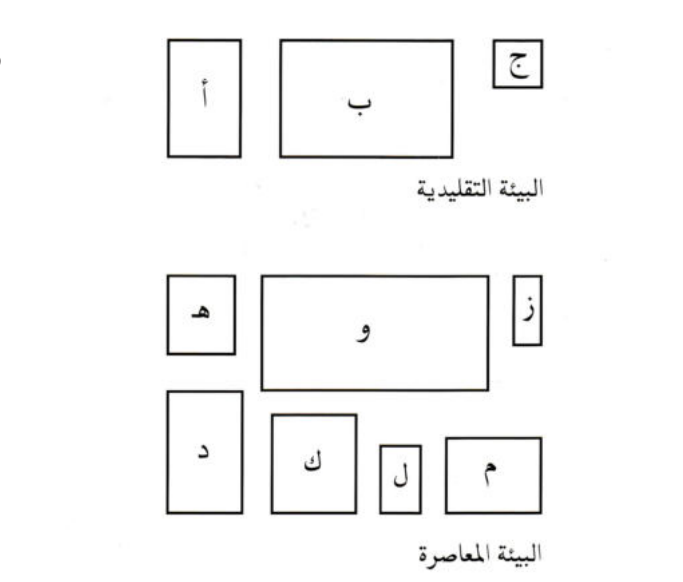 ج ب أ
البيئة التقليدية
ز و هـ
م ل ك د
البيئة المعاصرة